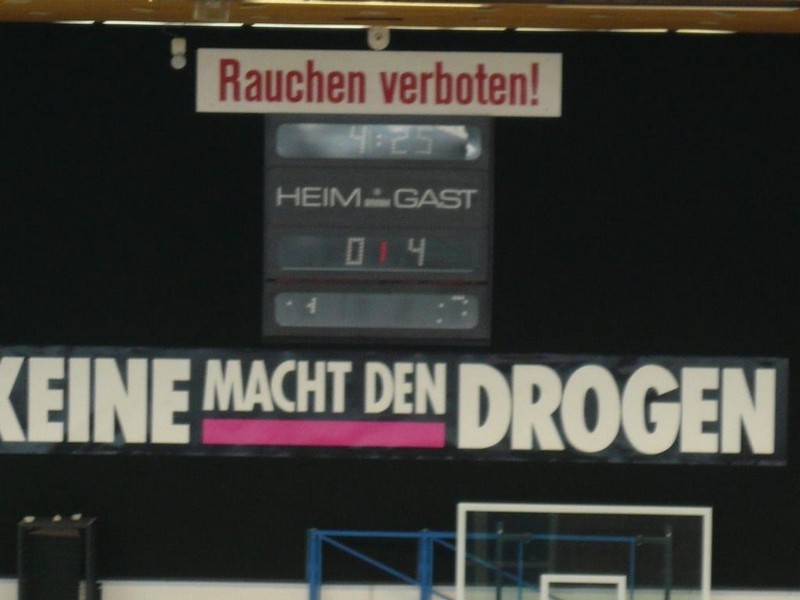 Rauchen verboten!
4:25
HEIM GAST
0 4
KEINE MACHT DEN DROGEN